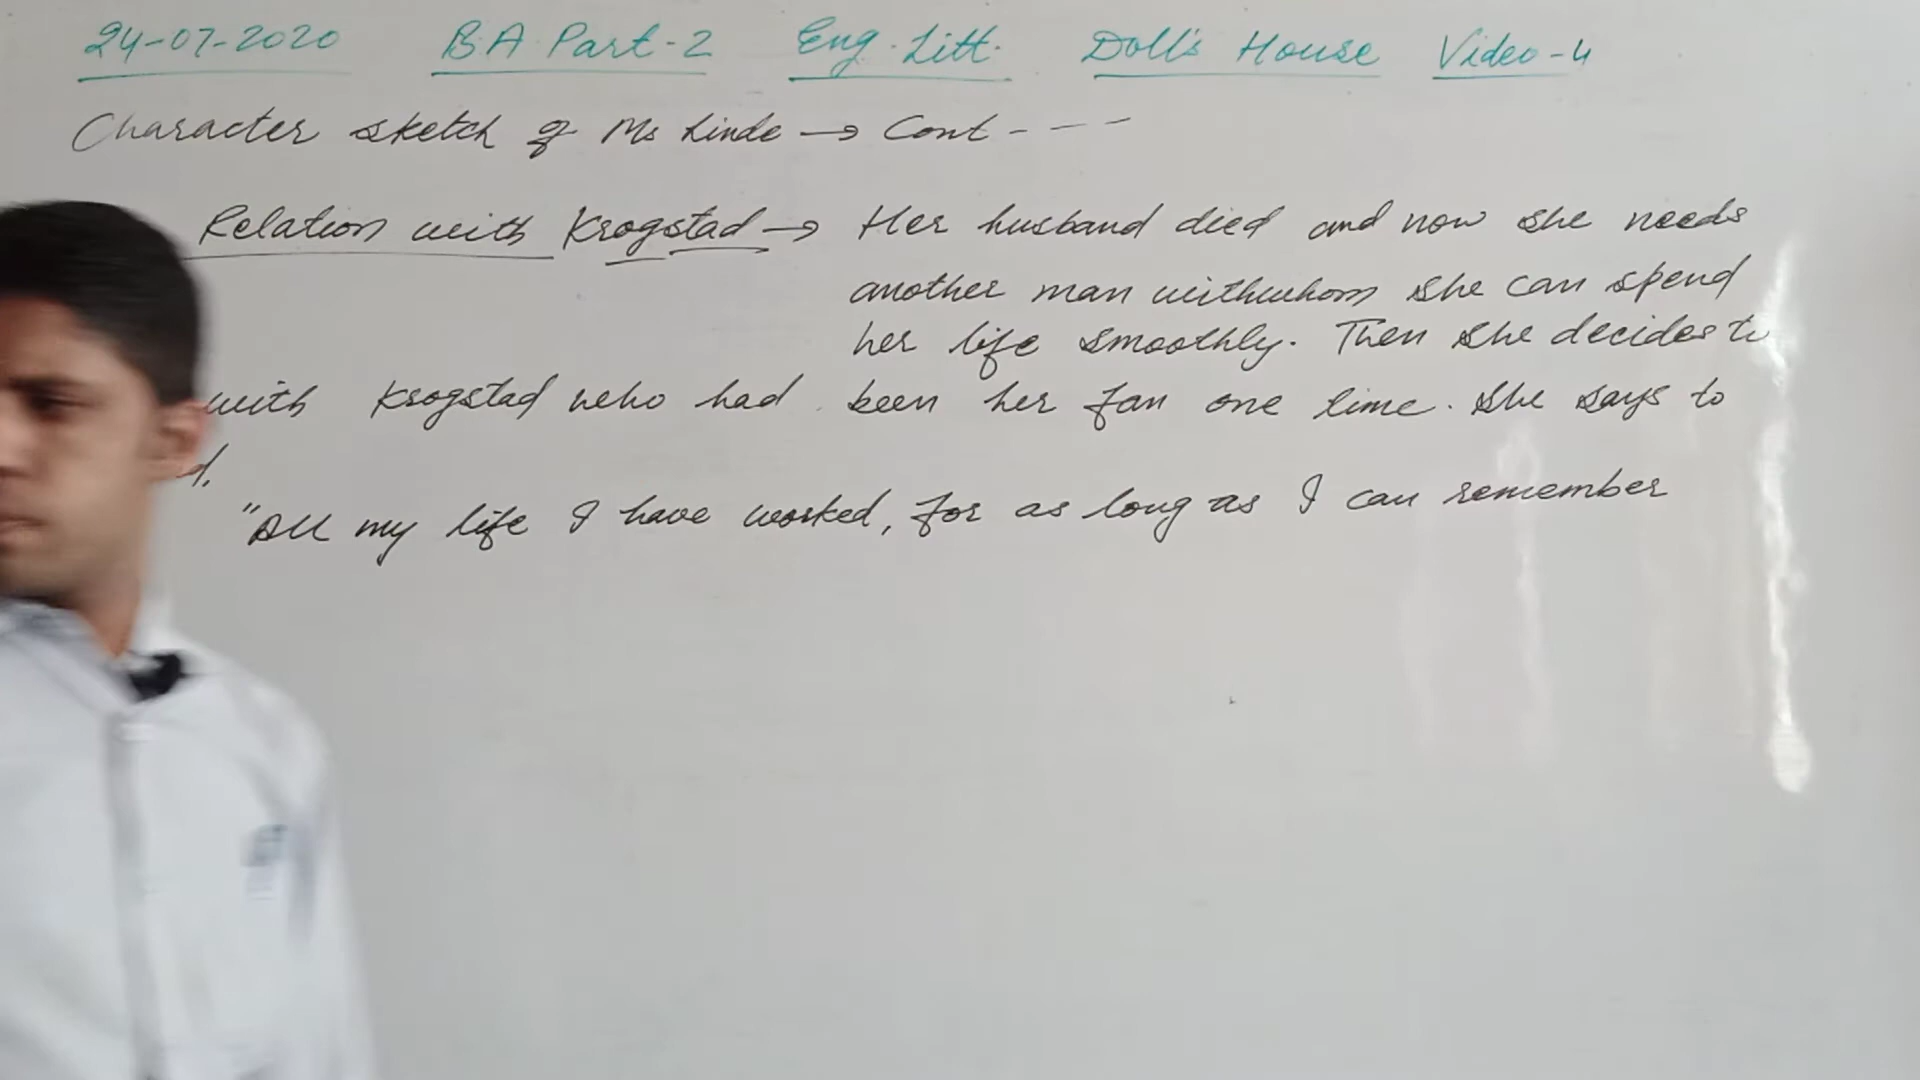 24-07-2020 B.A Part-2 Eng. Litt. Doll's House Video-4
Character sketch of Ms Linde → Cont - - - -
Relation with Krogstad → Her husband died and now she needs
another man withwhom she can spend
her life smoothly. Then she decides to
with Krogstad who had been her fan one time. She says to
d,
"All my life I have worked, for as long as I can remember